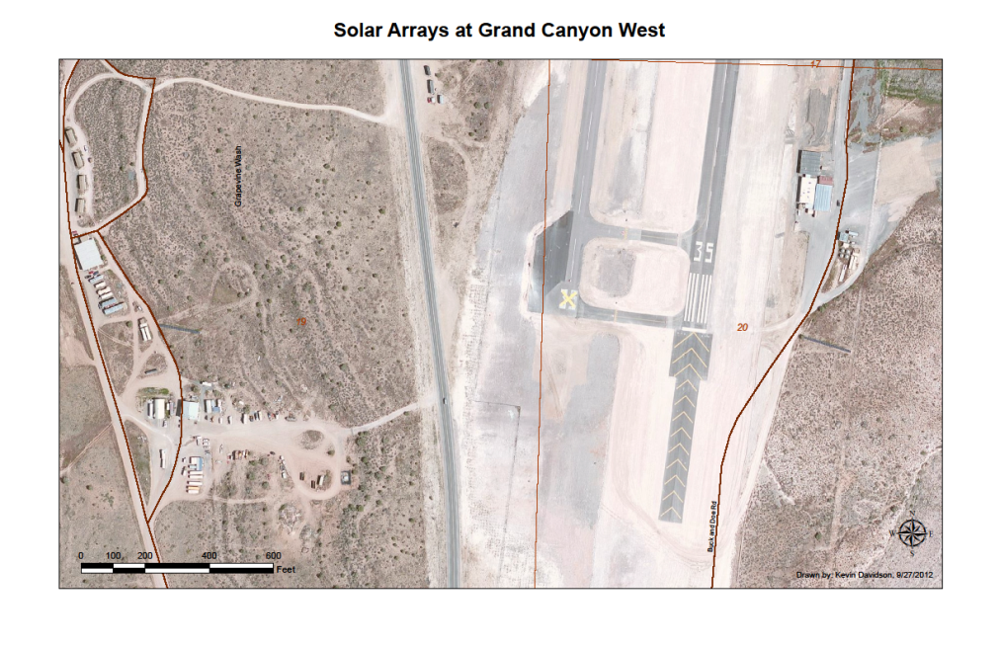 Solar Arrays at Grand Canyon West
17
Grapevine Wash
35
19
20
Buck and Doe Rd
N
W E
S
0 100 200 400 600
Feet
Drawn by: Kevin Davidson, 9/27/2012